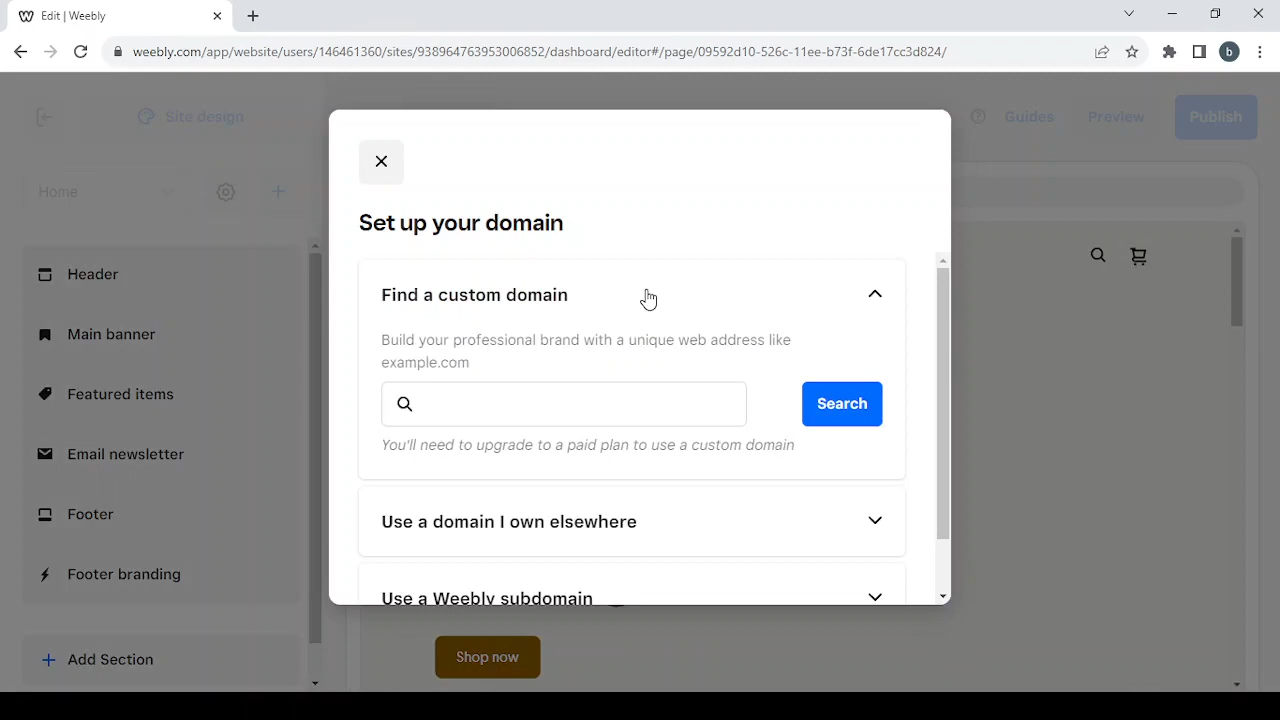 Edit | Weebly
weebly.com/app/website/users/146461360/sites/938964763953006852/dashboard/editor#/page/09592d10-526c-11ee-b73f-6de17cc3d824/
b
Site design
Guides
Preview
Publish
Home
Header
Main banner
Featured items
Email newsletter
Footer
Footer branding
Add Section
Set up your domain
Find a custom domain
Build your professional brand with a unique web address like
example.com
Search
You'll need to upgrade to a paid plan to use a custom domain
Use a domain I own elsewhere
Use a Weebly subdomain
Shop now